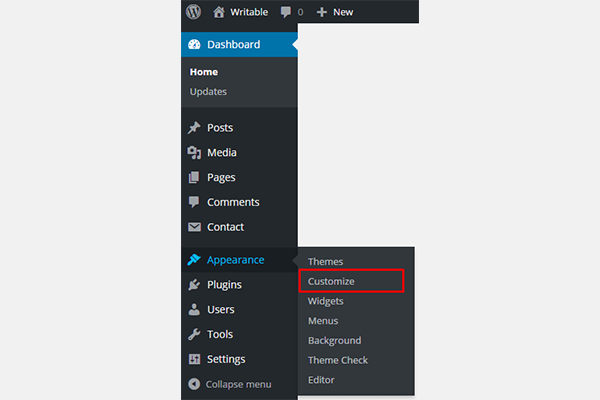 Writable 0 New
Dashboard
Home
Updates
Posts
Media
Pages
Comments
Contact
Appearance
Plugins
Users
Tools
Settings
Collapse menu
Themes
Customize
Widgets
Menus
Background
Theme Check
Editor